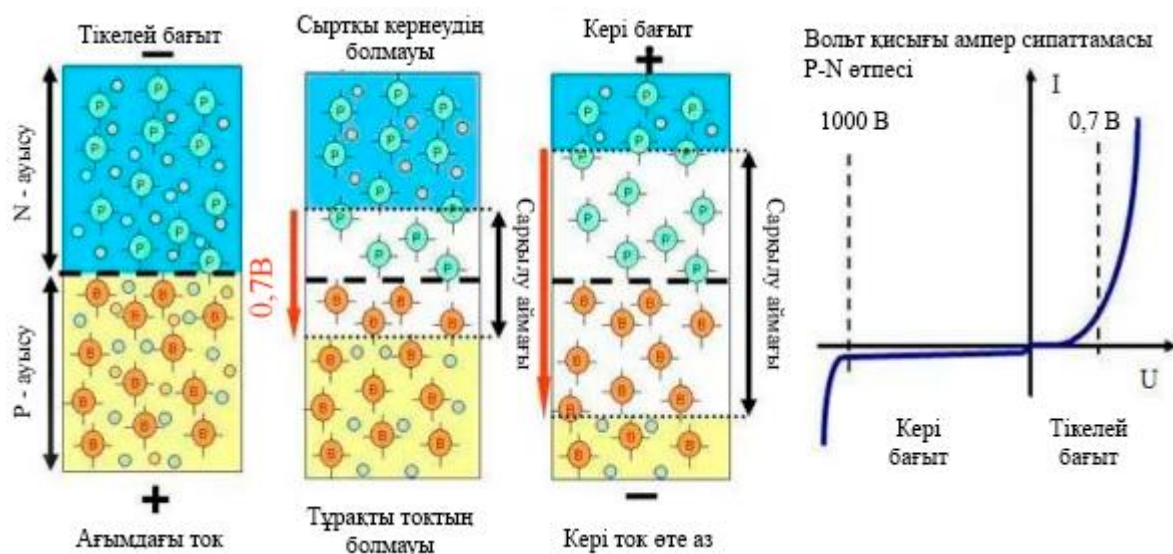 Тікелей бағыт
−
N - ауысу
P - ауысу
P
B
+
Ағымдағы ток
Сыртқы кернеудің
болмауы
0,7В
Сарқылу аймағы
Тұрақты токтың
болмауы
Кері бағыт
+
Сарқылу аймағы
−
Кері ток өте аз
Вольт қисығы ампер сипаттамасы
P-N өтпесі
1000 В
I
0,7 В
U
Кері
бағыт
Тікелей
бағыт